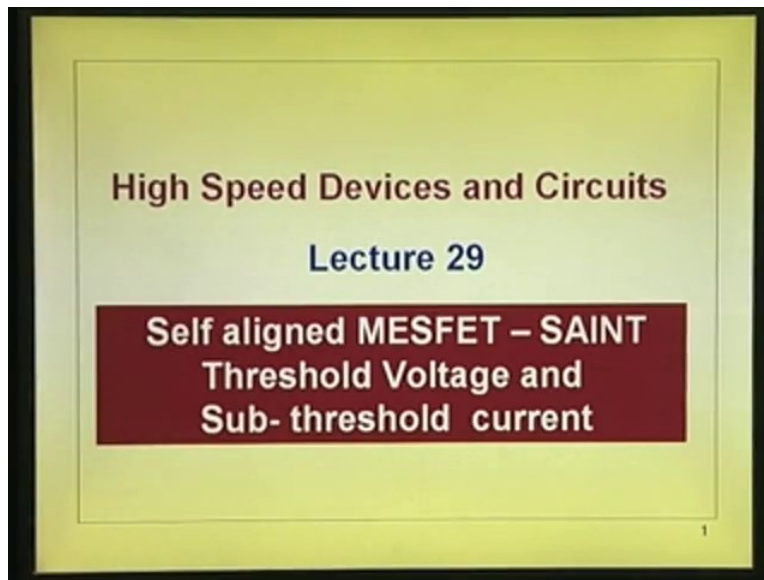 High Speed Devices and Circuits
Lecture 29
Self aligned MESFET – SAINT
Threshold Voltage and
Sub- threshold current
1